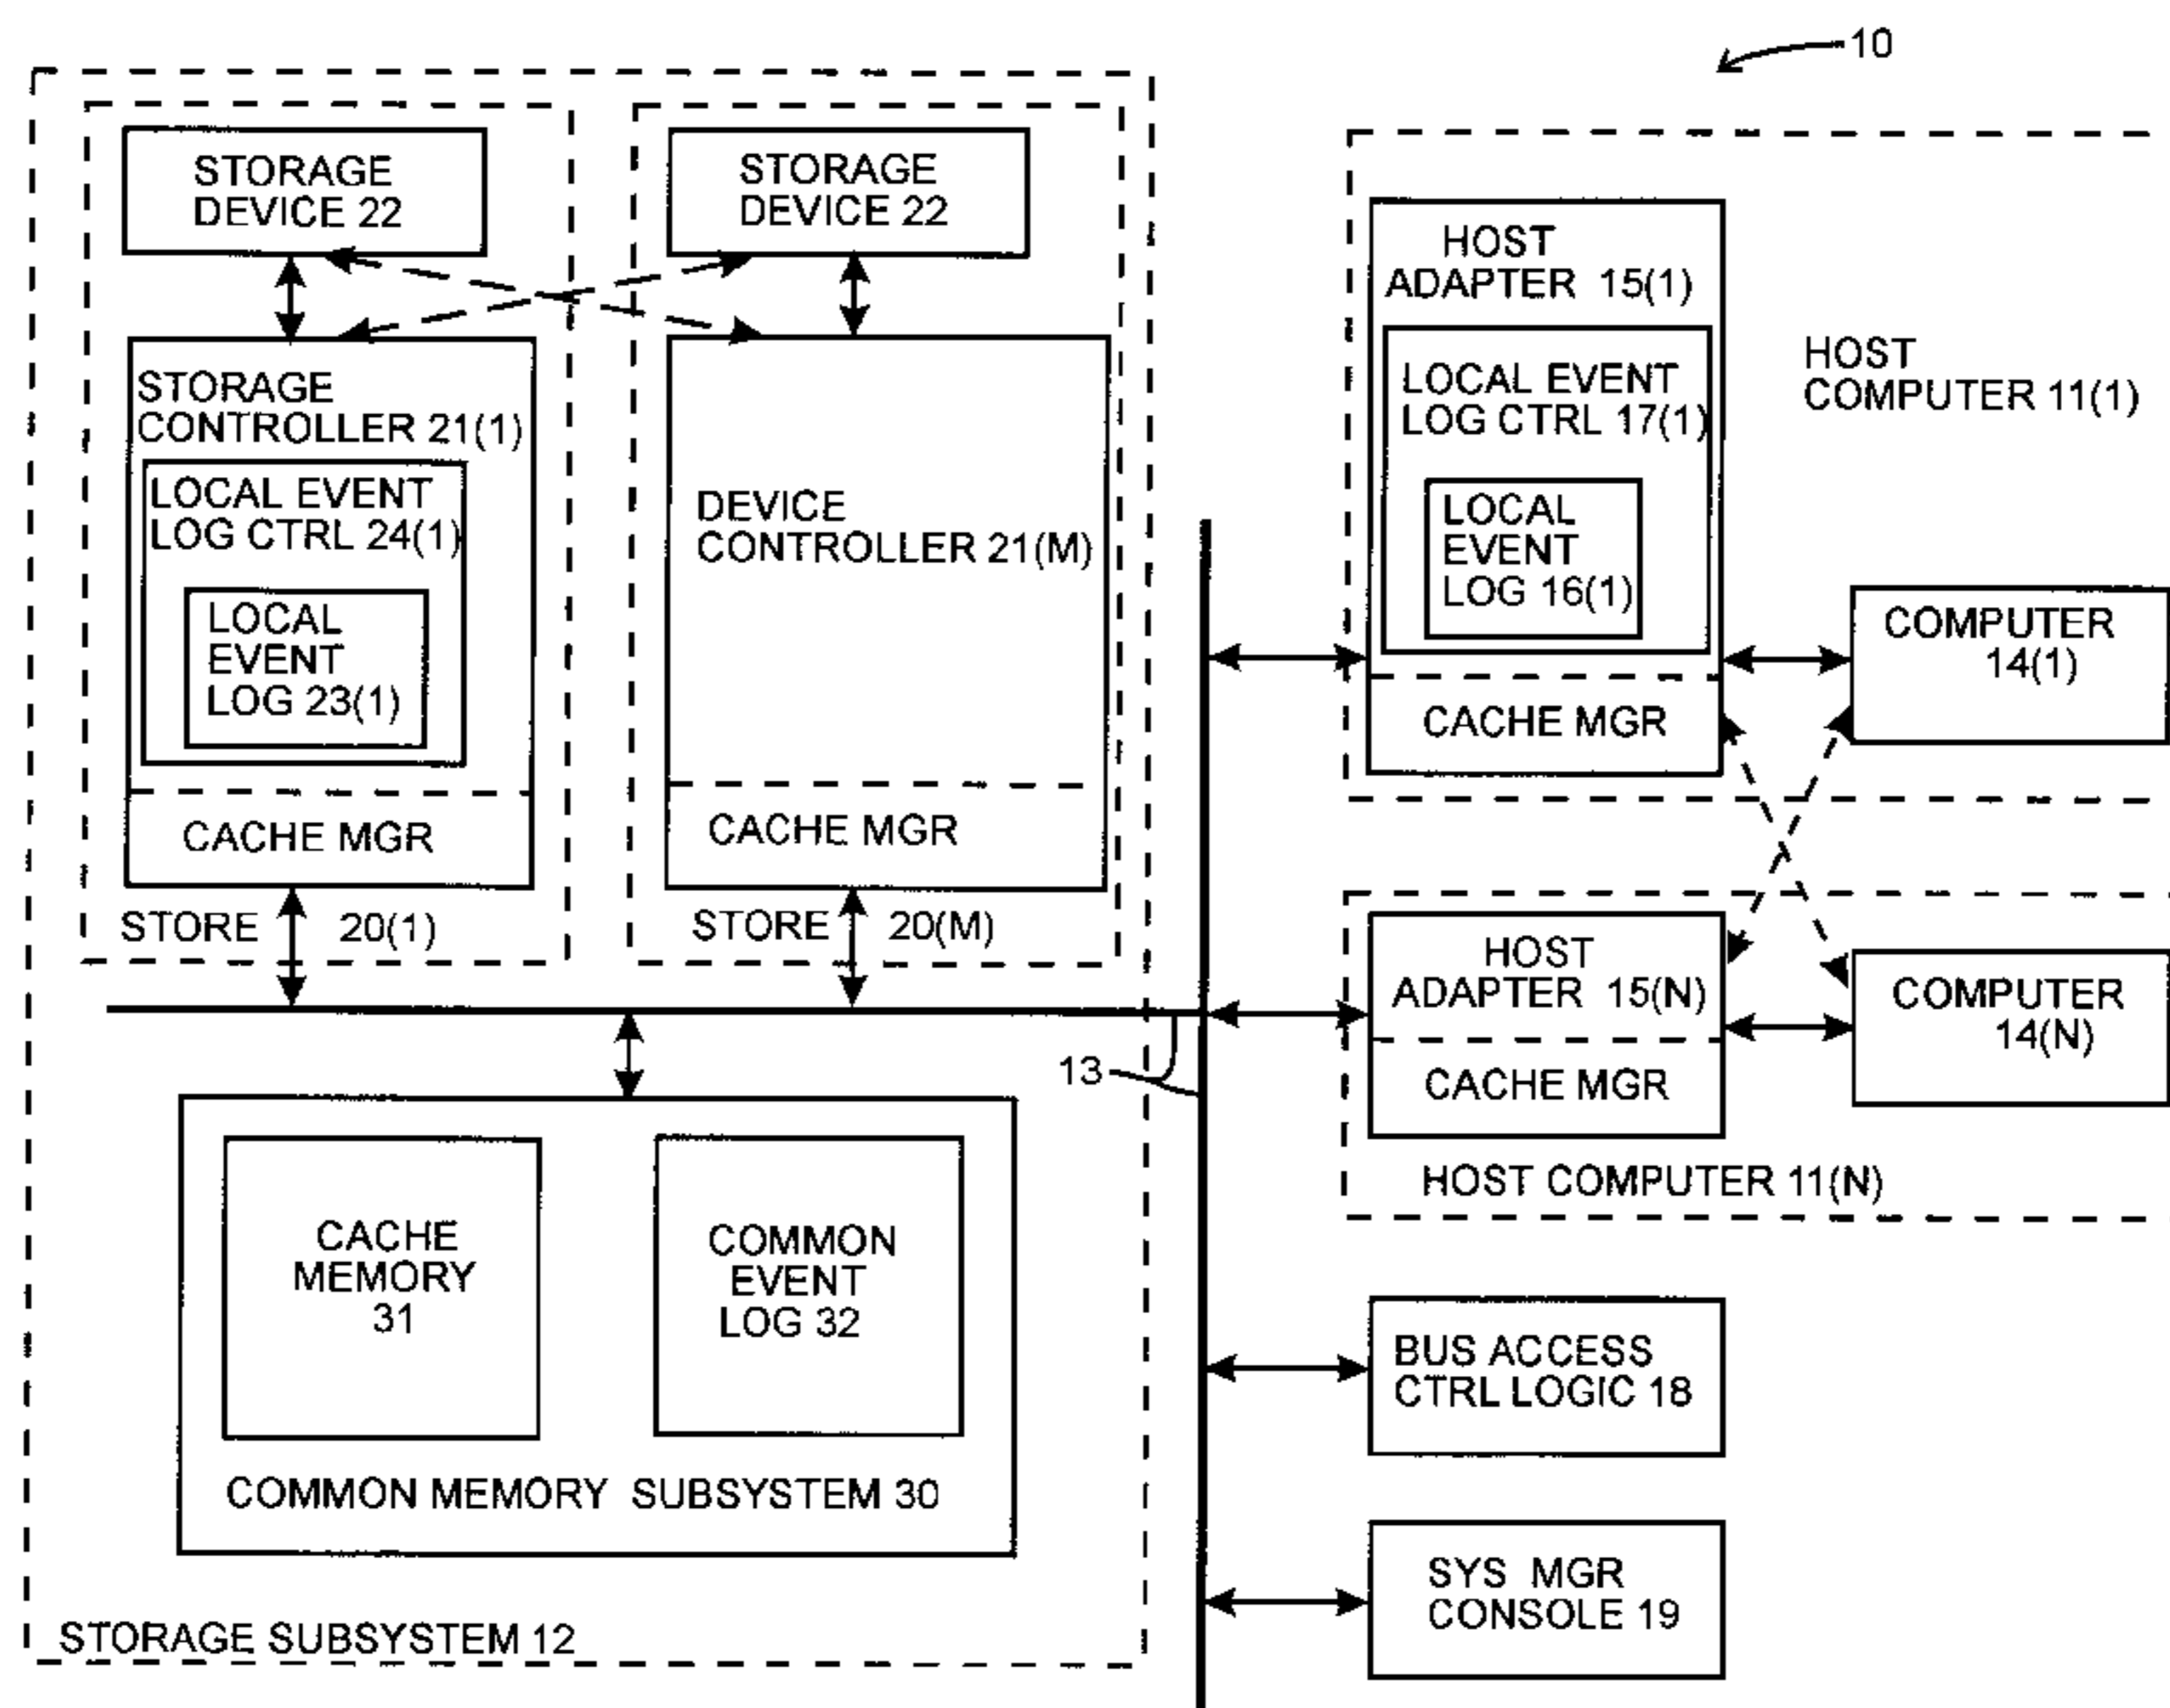 10
STORAGE
DEVICE 22
STORAGE
DEVICE 22
STORAGE
CONTROLLER 21(1)
LOCAL EVENT
LOG CTRL 24(1)
LOCAL
EVENT
LOG 23(1)
CACHE MGR
STORE 20(1)
DEVICE
CONTROLLER 21(M)
CACHE MGR
STORE 20(M)
CACHE
MEMORY
31
COMMON
EVENT
LOG 32
COMMON MEMORY SUBSYSTEM 30
STORAGE SUBSYSTEM 12
13
HOST
ADAPTER 15(1)
LOCAL EVENT
LOG CTRL 17(1)
LOCAL
EVENT
LOG 16(1)
CACHE MGR
HOST
COMPUTER 11(1)
COMPUTER
14(1)
HOST
ADAPTER 15(N)
CACHE MGR
COMPUTER
14(N)
HOST COMPUTER 11(N)
BUS ACCESS
CTRL LOGIC 18
SYS MGR
CONSOLE 19